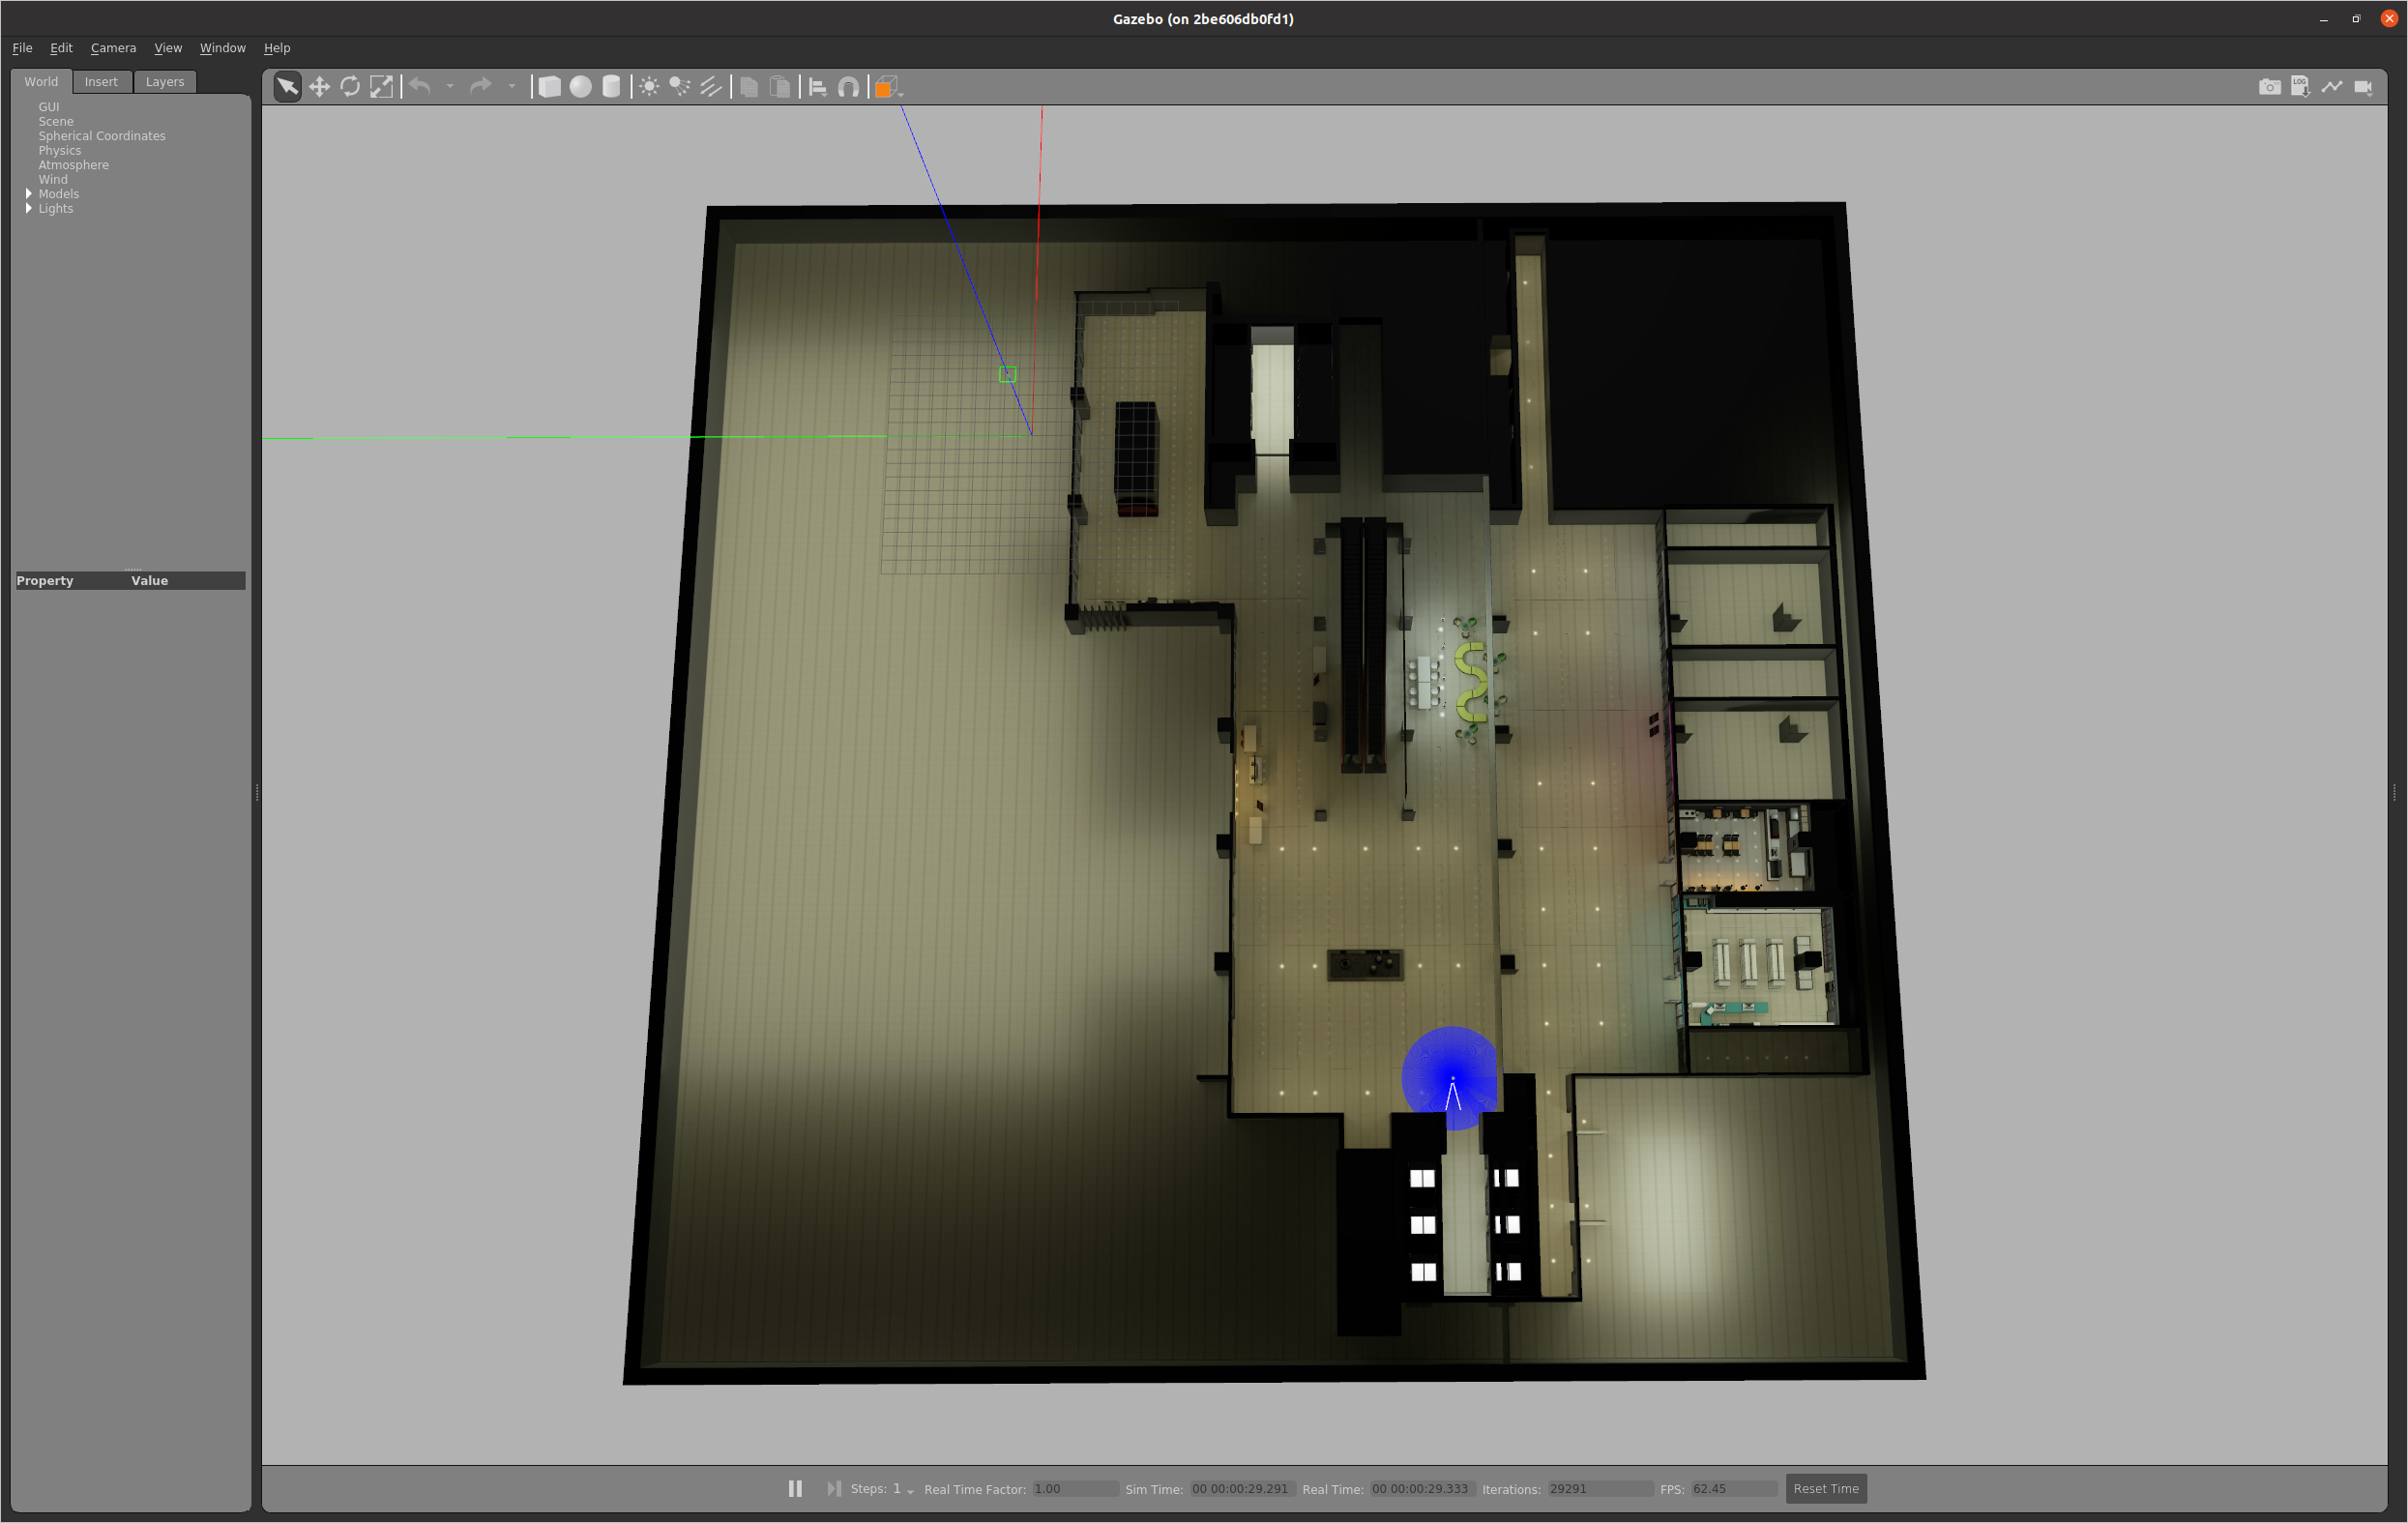 Gazebo (on 2be606db0fd1)
File Edit Camera View Window Help
World Insert Layers
GUI
Scene
Spherical Coordinates
Physics
Atmosphere
Wind
Models
Lights
LOG
Property Value
Steps: 1 Real Time Factor: 1.00 Sim Time: 00 00:00:29.291 Real Time: 00 00:00:29.333 Iterations: 29291 FPS: 62.45 Reset Time